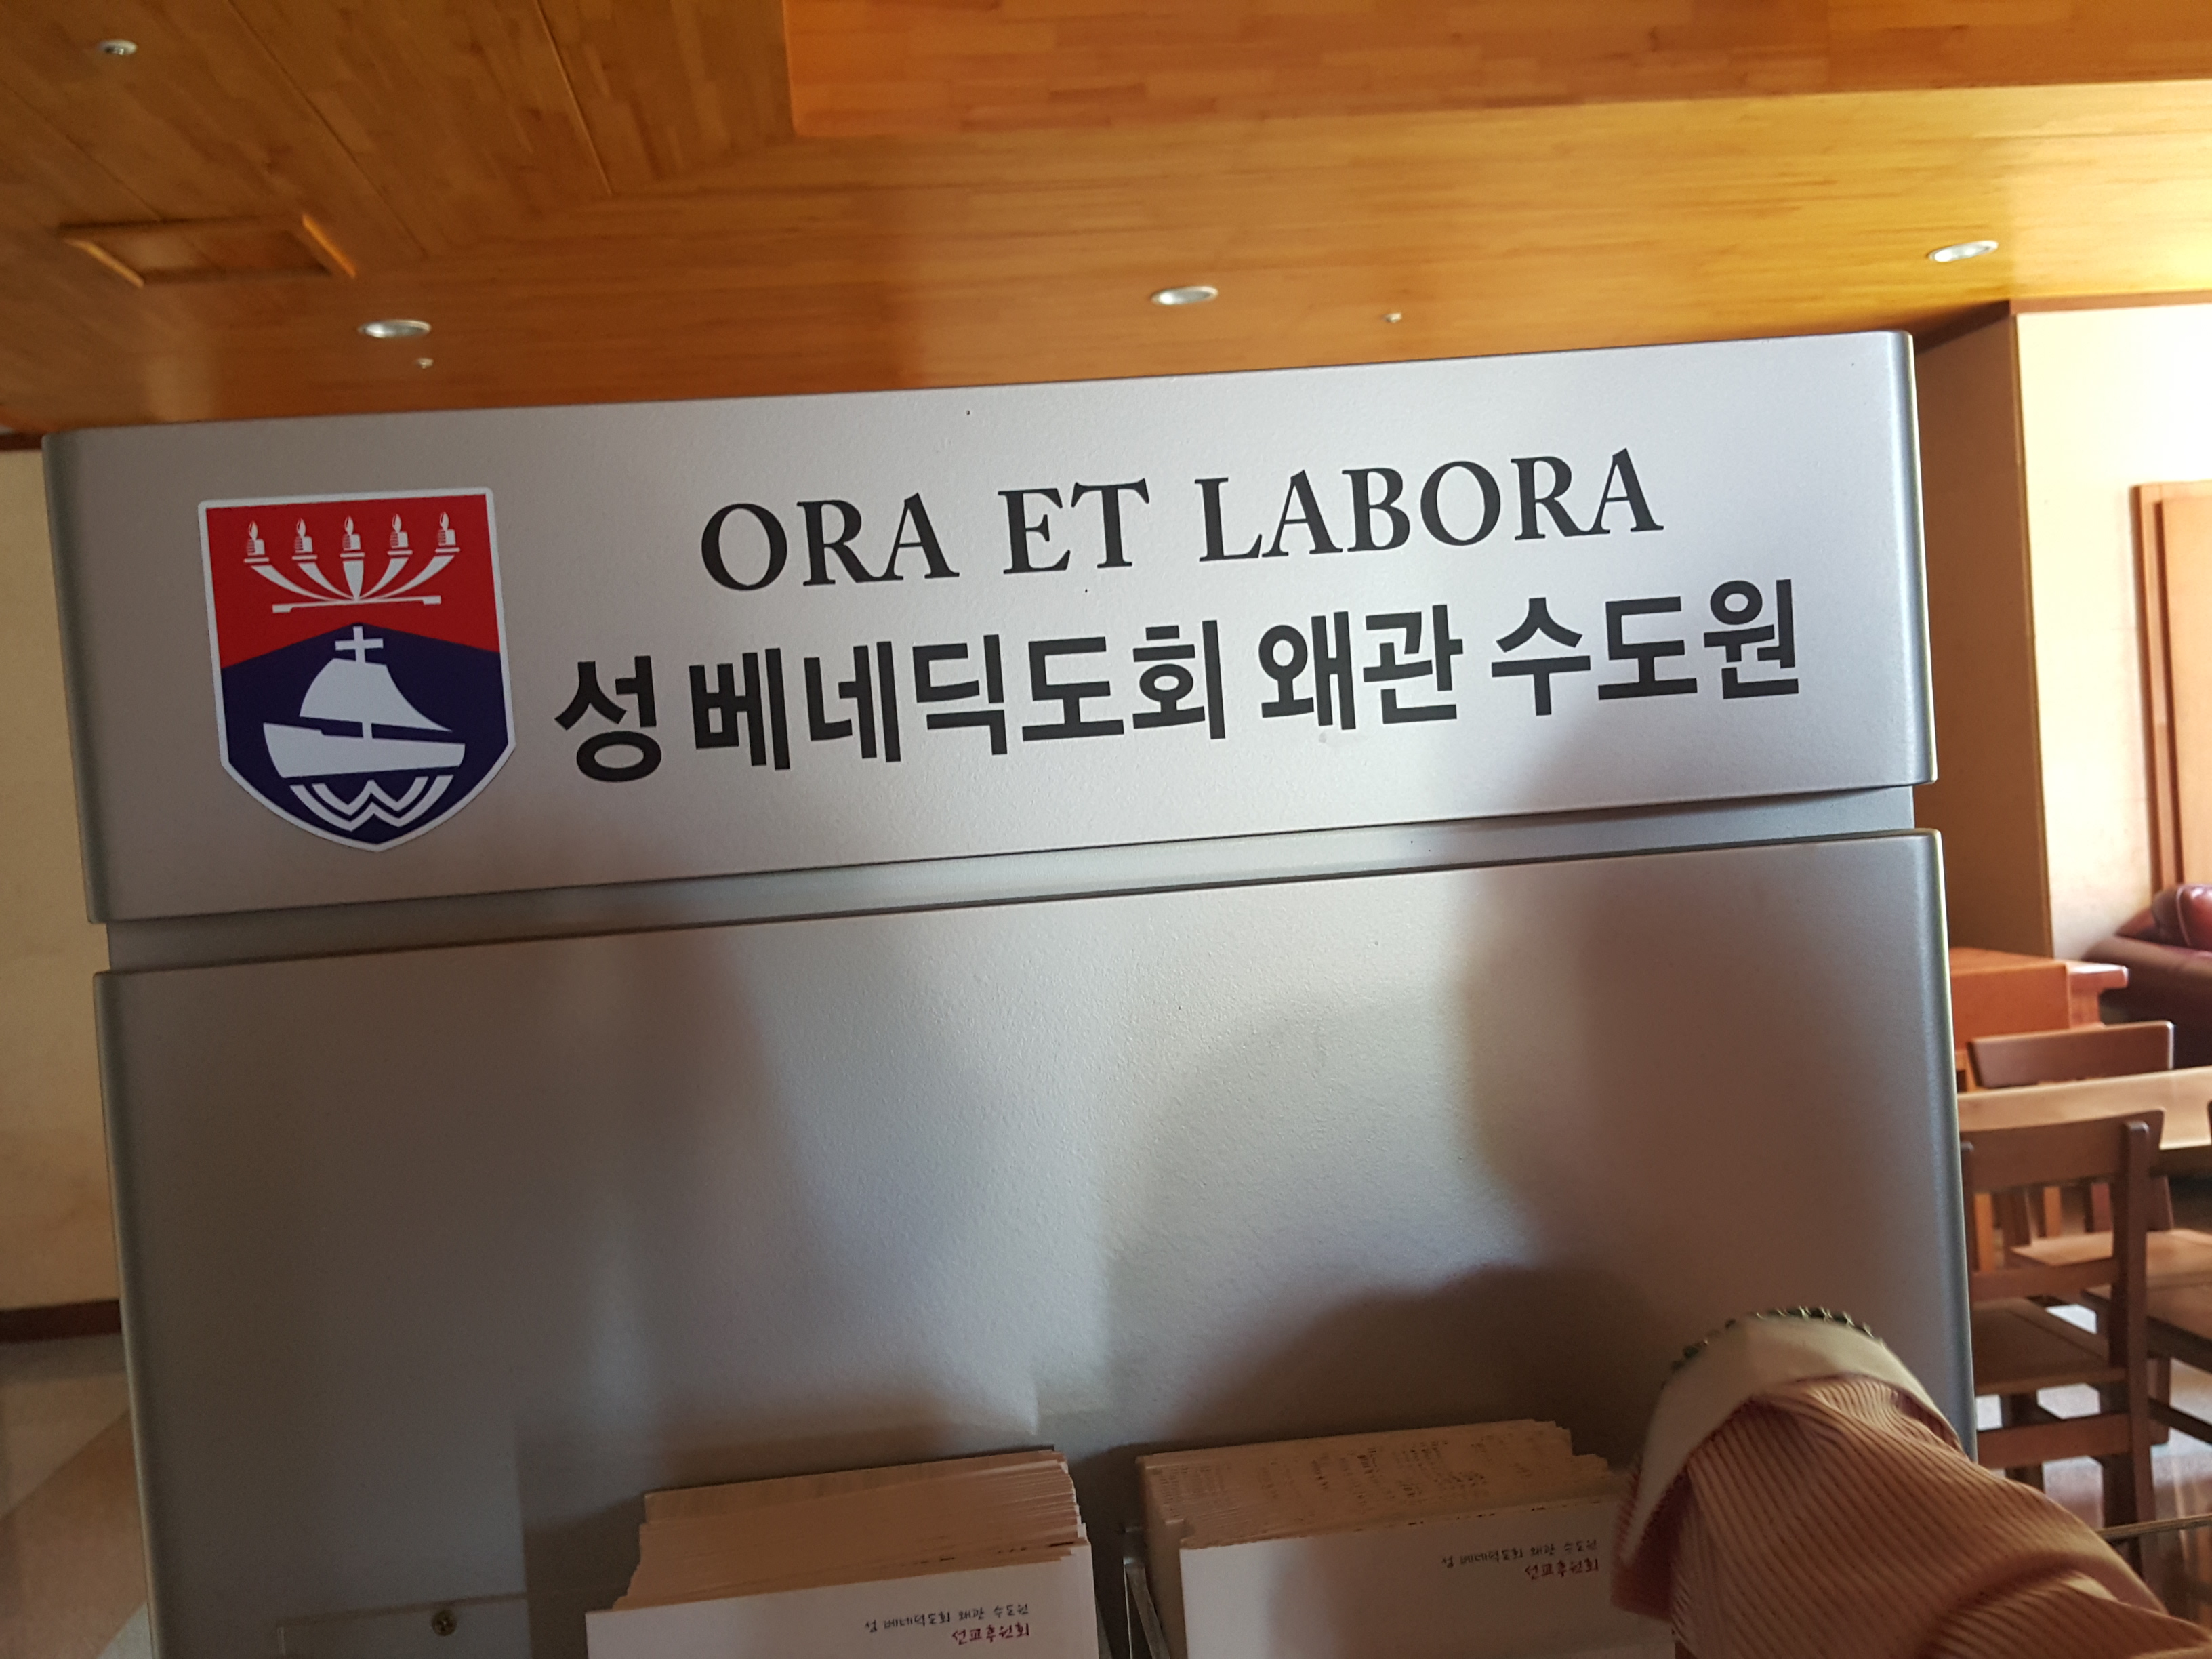 ORA ET LABORA
성 베네딕도회 왜관 수도원
선교후원회
성 베네딕도회 왜관 수도원
선교후원회
성 베네딕도회 왜관 수도원